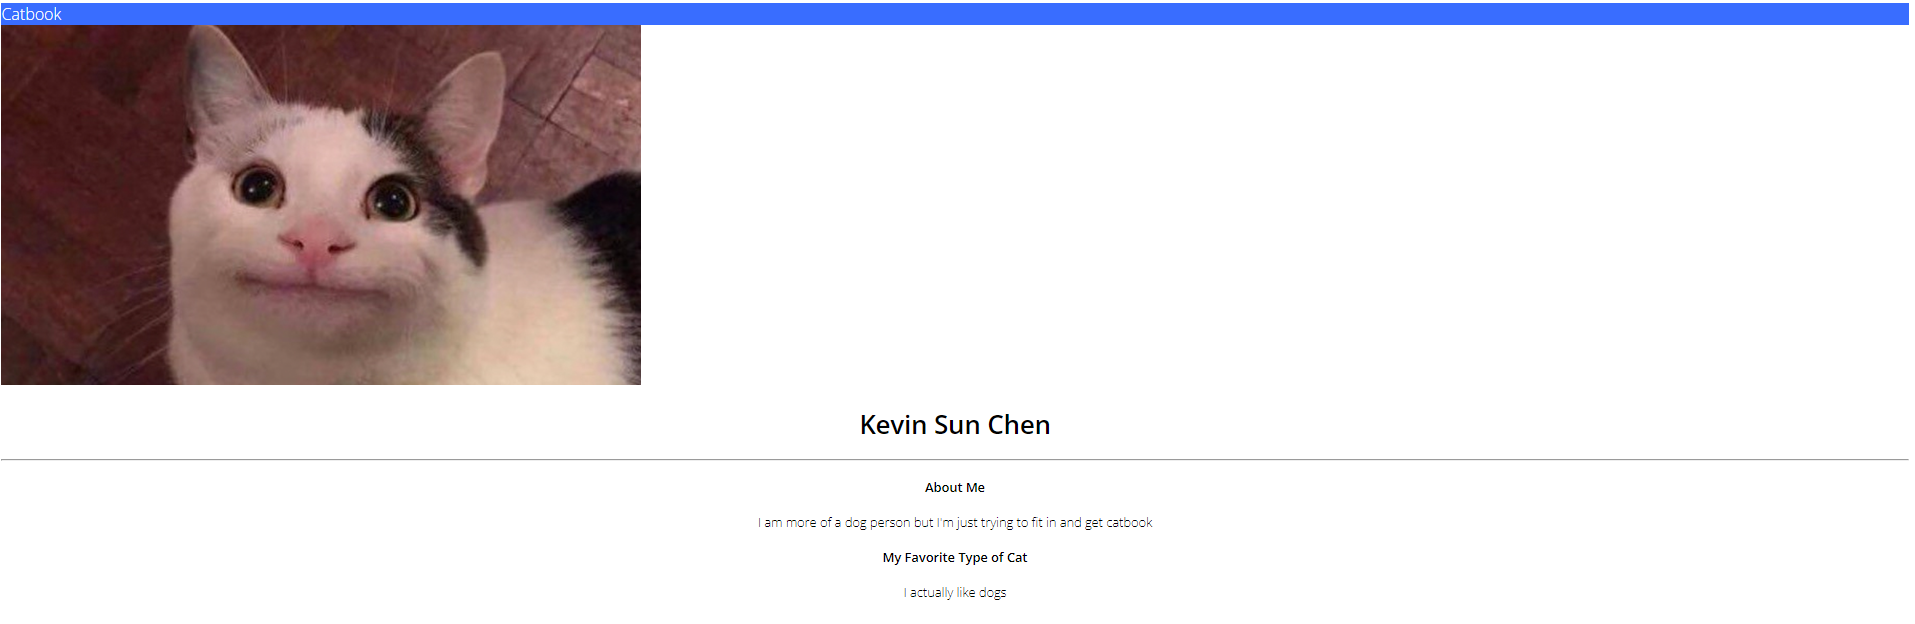 Catbook
Kevin Sun Chen
About Me
I am more of a dog person but I'm just trying to fit in and get catbook
My Favorite Type of Cat
I actually like dogs